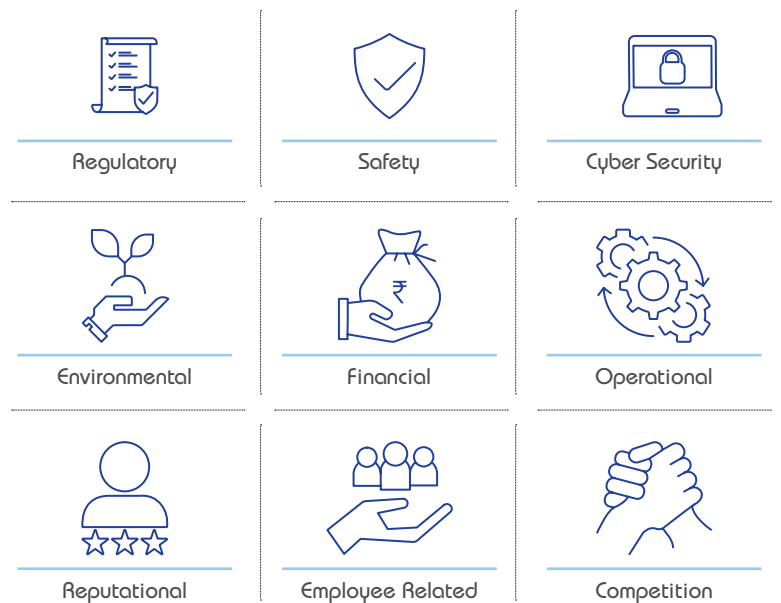 Regulatory
Safety
Cyber Security
₹
Environmental
Financial
Operational
Reputational
Employee Related
Competition